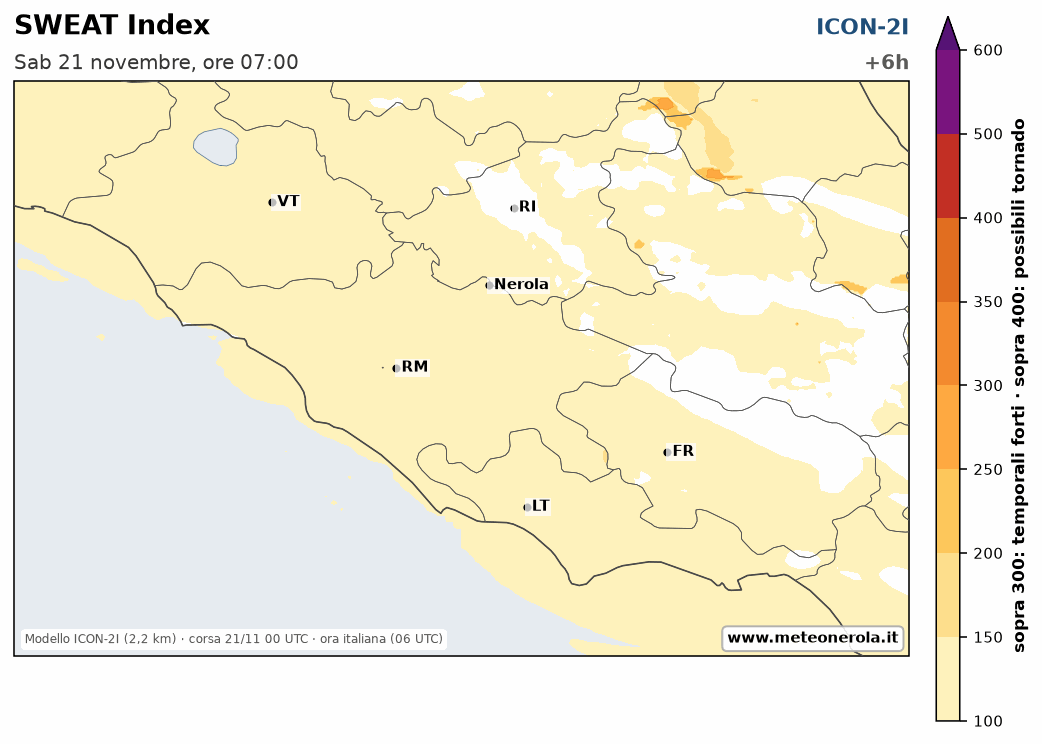 SWEAT Index
ICON-2I
Sab 21 novembre, ore 07:00
+6h
VT
RI
Nerola
RM
FR
LT
Modello ICON-2I (2,2 km) · corsa 21/11 00 UTC · ora italiana (06 UTC)
www.meteonerola.it
600
500
400
350
300
250
200
150
100
sopra 300: temporali forti · sopra 400: possibili tornado